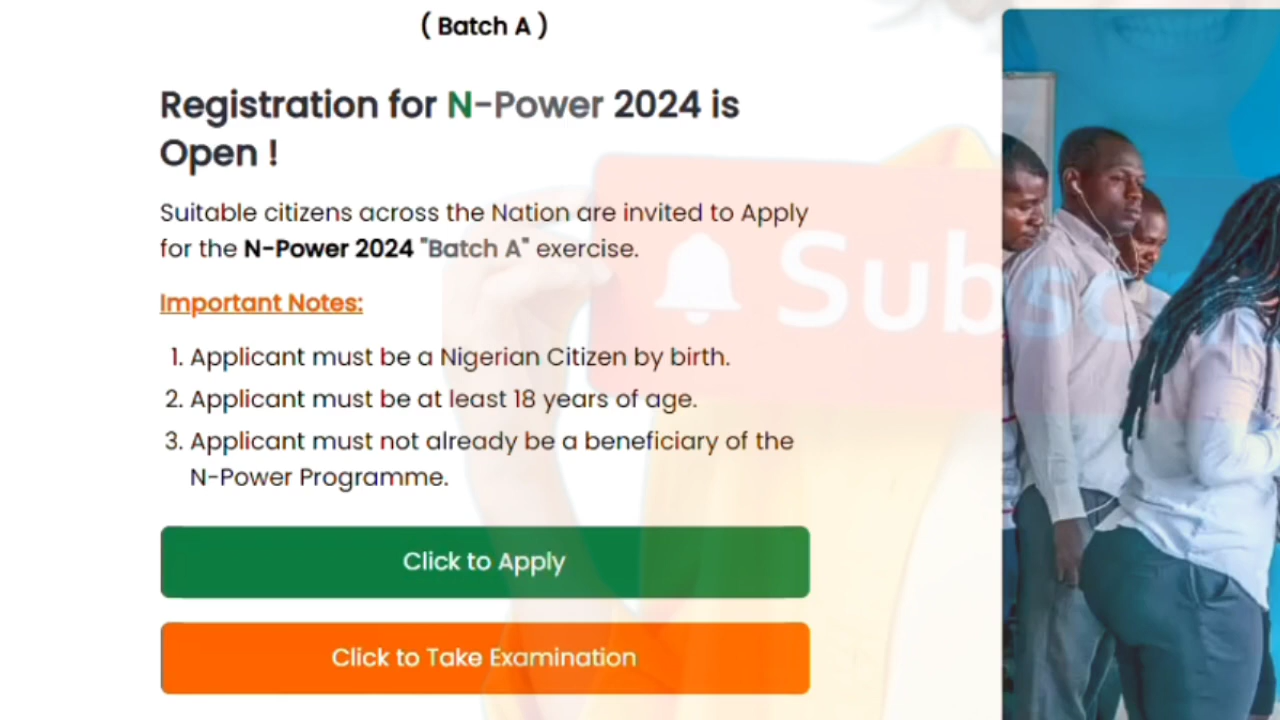 ( Batch A )
Registration for N-Power 2024 is
Open !
Suitable citizens across the Nation are invited to Apply
for the N-Power 2024 "Batch A" exercise.
Important Notes:
1. Applicant must be a Nigerian Citizen by birth.
2. Applicant must be at least 18 years of age.
3. Applicant must not already be a beneficiary of the
N-Power Programme.
Click to Apply
Click to Take Examination
Subscr